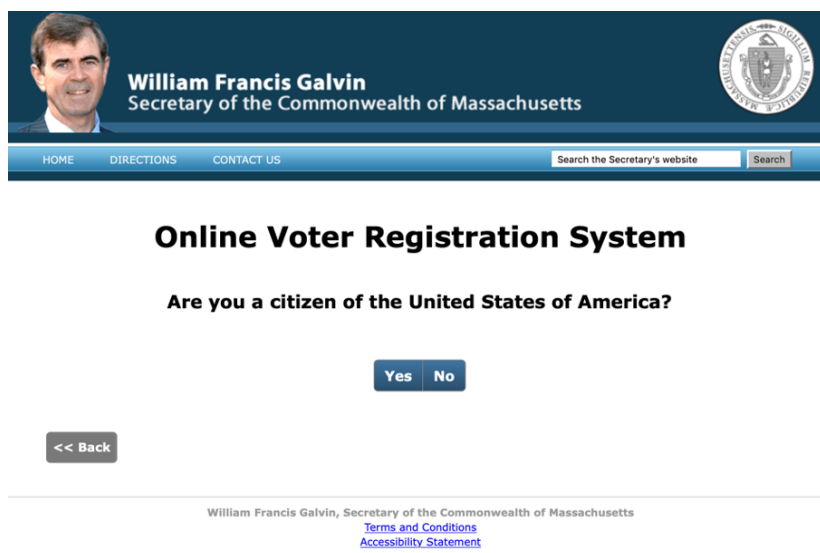 William Francis Galvin
Secretary of the Commonwealth of Massachusetts
HOME DIRECTIONS CONTACT US Search the Secretary's website Search
Online Voter Registration System
Are you a citizen of the United States of America?
Yes No
<< Back
William Francis Galvin, Secretary of the Commonwealth of Massachusetts
Terms and Conditions
Accessibility Statement